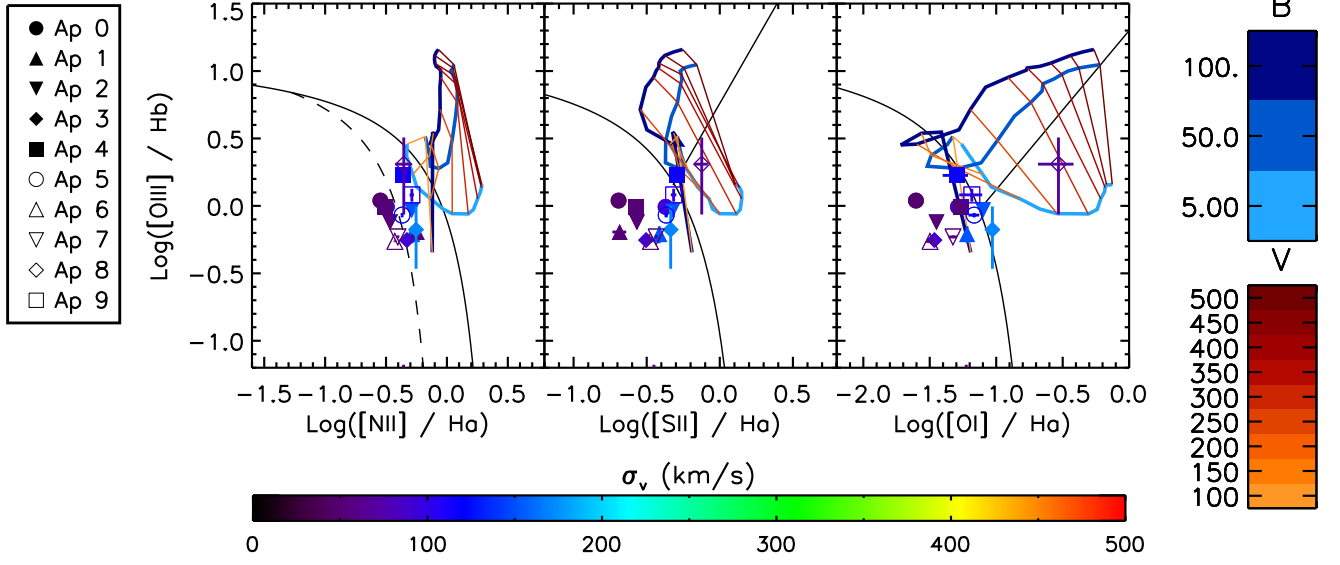 Ap 0
Ap 1
Ap 2
Ap 3
Ap 4
Ap 5
Ap 6
Ap 7
Ap 8
Ap 9
Log([OIII] / Hb)
1.5
1.0
0.5
0.0
−0.5
−1.0
−1.5 −1.0 −0.5 0.0 0.5
Log([NII] / Ha)
−1.0 −0.5 0.0 0.5
Log([SII] / Ha)
−2.0 −1.5 −1.0 −0.5 0.0
Log([OI] / Ha)
B
100.
50.0
5.00
V
500
450
400
350
300
250
200
150
100
σv (km/s)
0 100 200 300 400 500